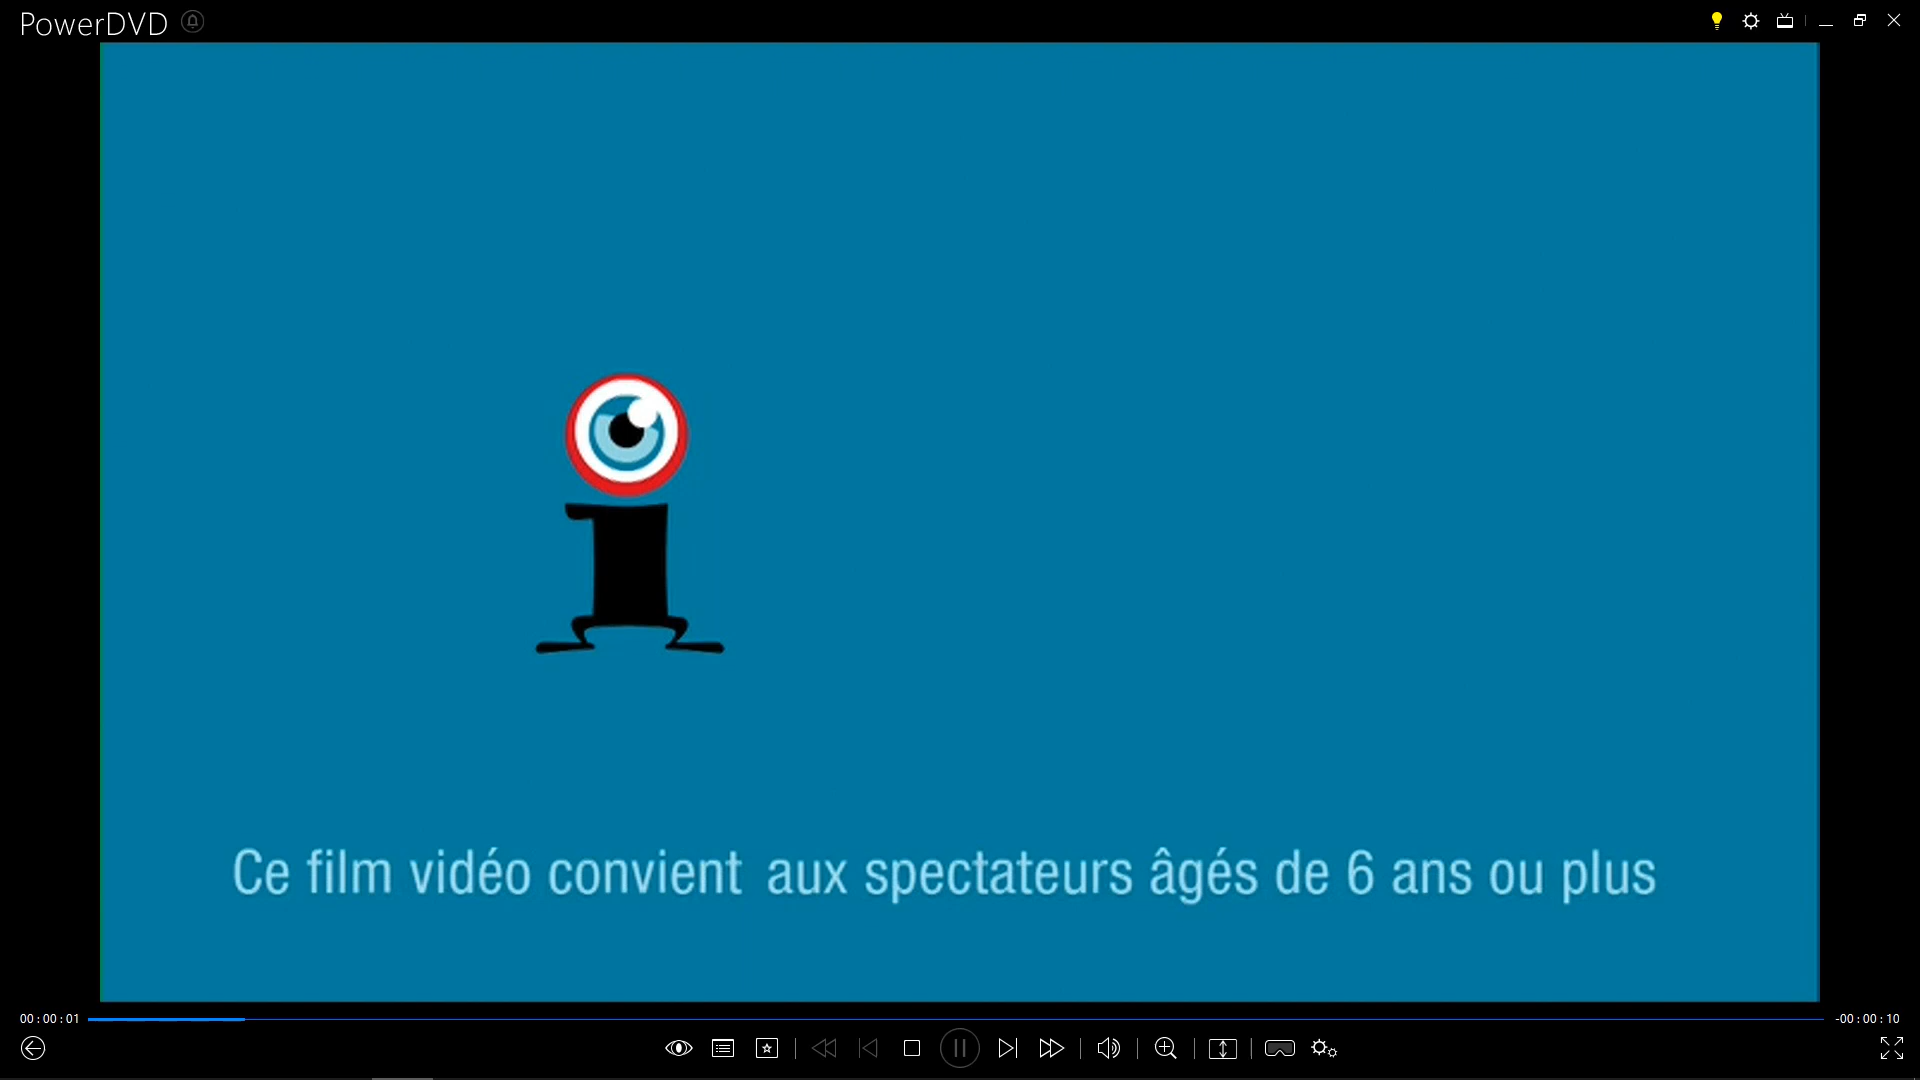 PowerDVD
Ce film vidéo convient aux spectateurs âgés de 6 ans ou plus
00:00:01
-00:00:10